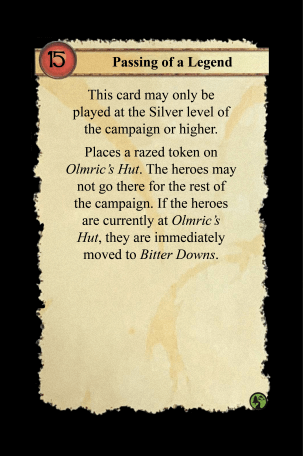 15
Passing of a Legend
This card may only be
played at the Silver level of
the campaign or higher.
Places a razed token on
Olmric's Hut. The heroes may
not go there for the rest of
the campaign. If the heroes
are currently at Olmric's
Hut, they are immediately
moved to Bitter Downs.